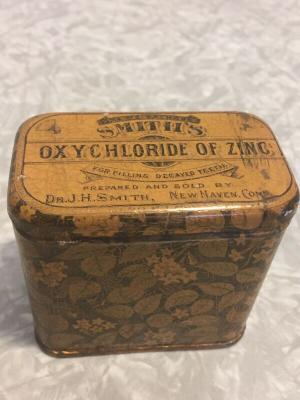 SMITH'S
OXYCHLORIDE OF ZINC
FOR FILLING DECAYED TEETH
PREPARED AND SOLD BY
DR. J. H. SMITH, NEW HAVEN, CONN.